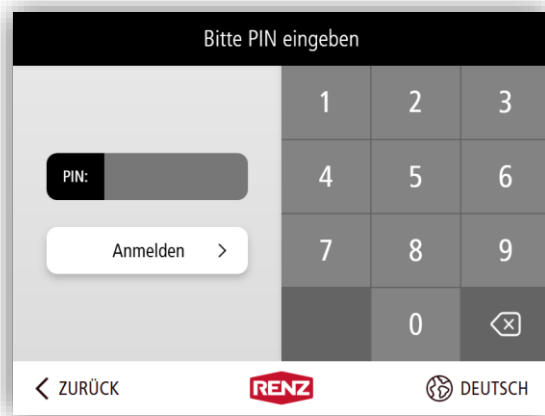 Bitte PIN eingeben
1 2 3
PIN:
4 5 6
Anmelden
7 8 9
0
ZURÜCK RENZ DEUTSCH